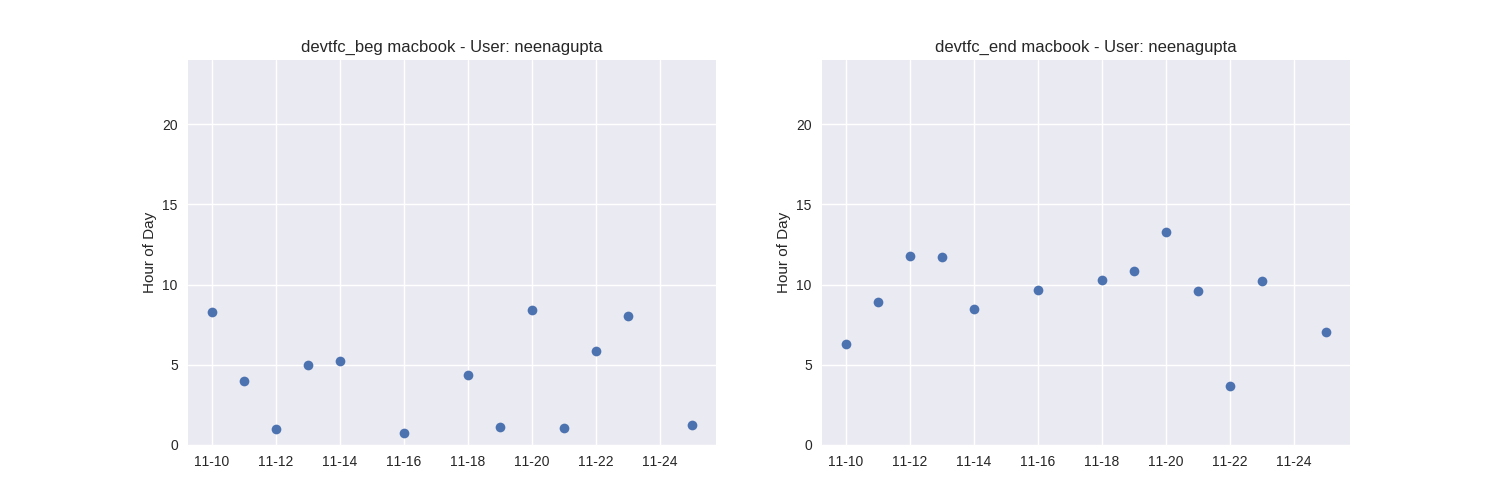 devtfc_beg macbook - User: neenagupta
Hour of Day
20
15
10
5
0
11-10 11-12 11-14 11-16 11-18 11-20 11-22 11-24
devtfc_end macbook - User: neenagupta
Hour of Day
20
15
10
5
0
11-10 11-12 11-14 11-16 11-18 11-20 11-22 11-24